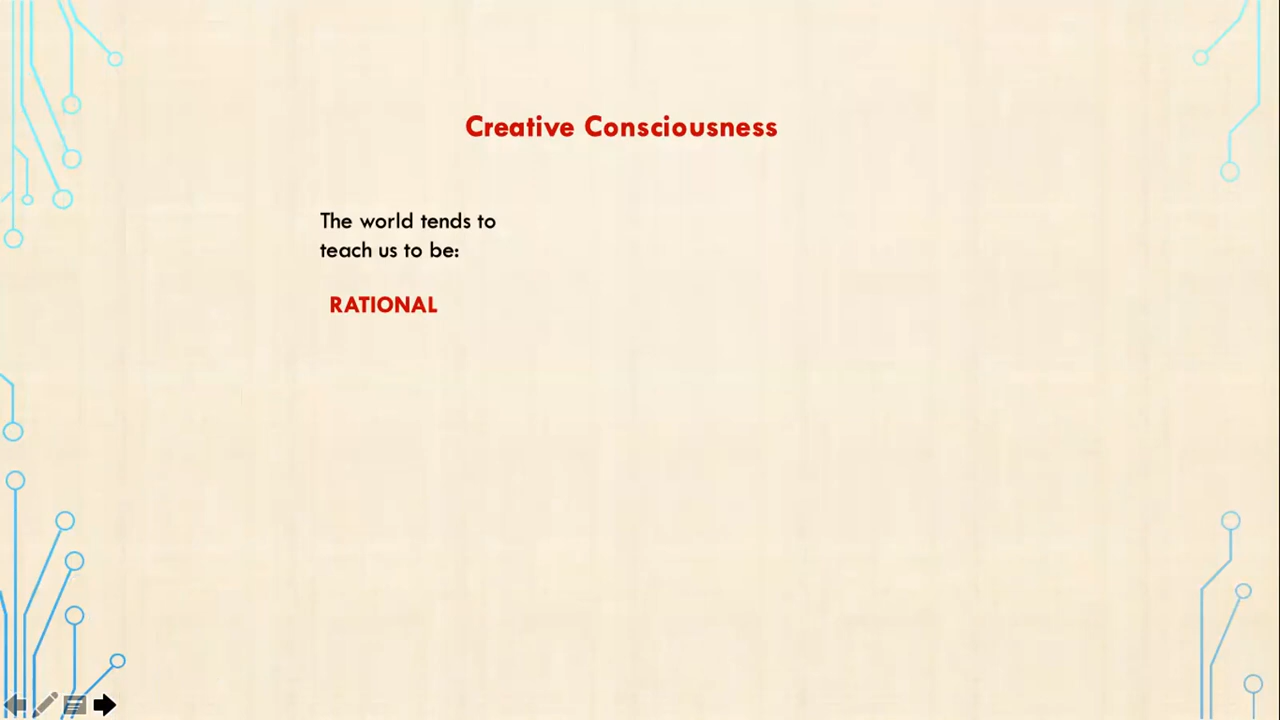 Creative Consciousness
The world tends to
teach us to be:
RATIONAL